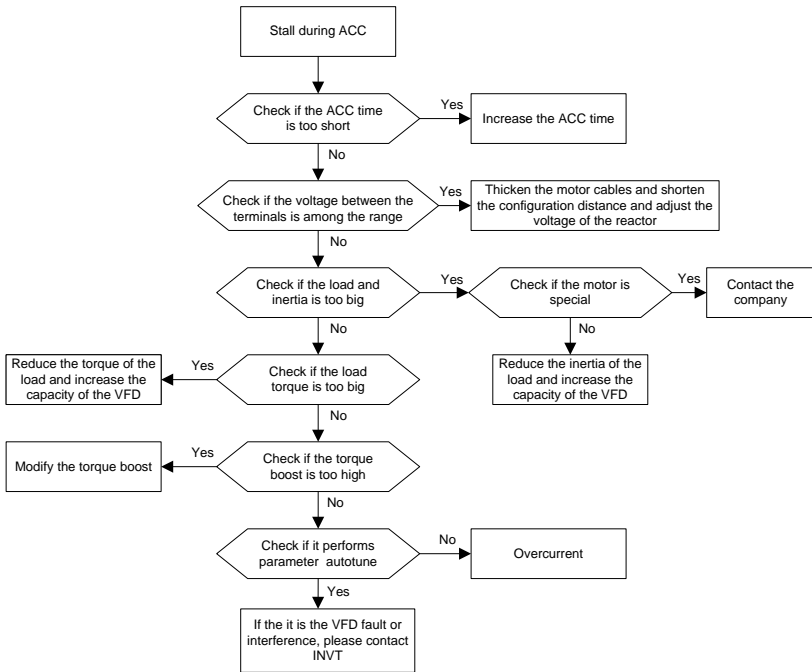 Stall during ACC
Check if the ACC time
is too short
Yes
Increase the ACC time
No
Check if the voltage between the
terminals is among the range
Yes
Thicken the motor cables and shorten
the configuration distance and adjust the
voltage of the reactor
No
Check if the load and
inertia is too big
Yes
Check if the motor is
special
Yes
Contact the
company
No
No
Reduce the torque of the
load and increase the
capacity of the VFD
Yes
Check if the load
torque is too big
Reduce the inertia of the
load and increase the
capacity of the VFD
No
Modify the torque boost
Yes
Check if the torque
boost is too high
No
Check if it performs
parameter autotune
No
Overcurrent
Yes
If the it is the VFD fault or
interference, please contact
INVT